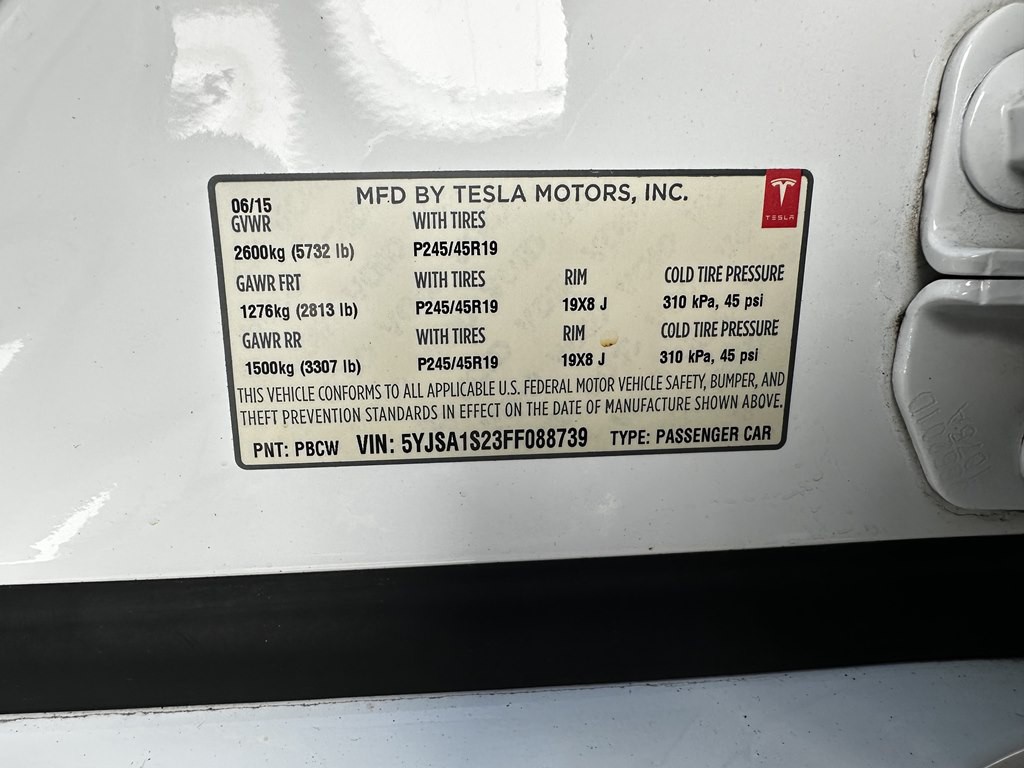 MFD BY TESLA MOTORS, INC.
TESLA
06/15
GVWR WITH TIRES
2600kg (5732 lb) P245/45R19
GAWR FRT WITH TIRES RIM COLD TIRE PRESSURE
1276kg (2813 lb) P245/45R19 19X8 J 310 kPa, 45 psi
GAWR RR WITH TIRES RIM COLD TIRE PRESSURE
1500kg (3307 lb) P245/45R19 19X8 J 310 kPa, 45 psi
THIS VEHICLE CONFORMS TO ALL APPLICABLE U.S. FEDERAL MOTOR VEHICLE SAFETY, BUMPER, AND
THEFT PREVENTION STANDARDS IN EFFECT ON THE DATE OF MANUFACTURE SHOWN ABOVE.
PNT: PBCW VIN: 5YJSA1S23FF088739 TYPE: PASSENGER CAR